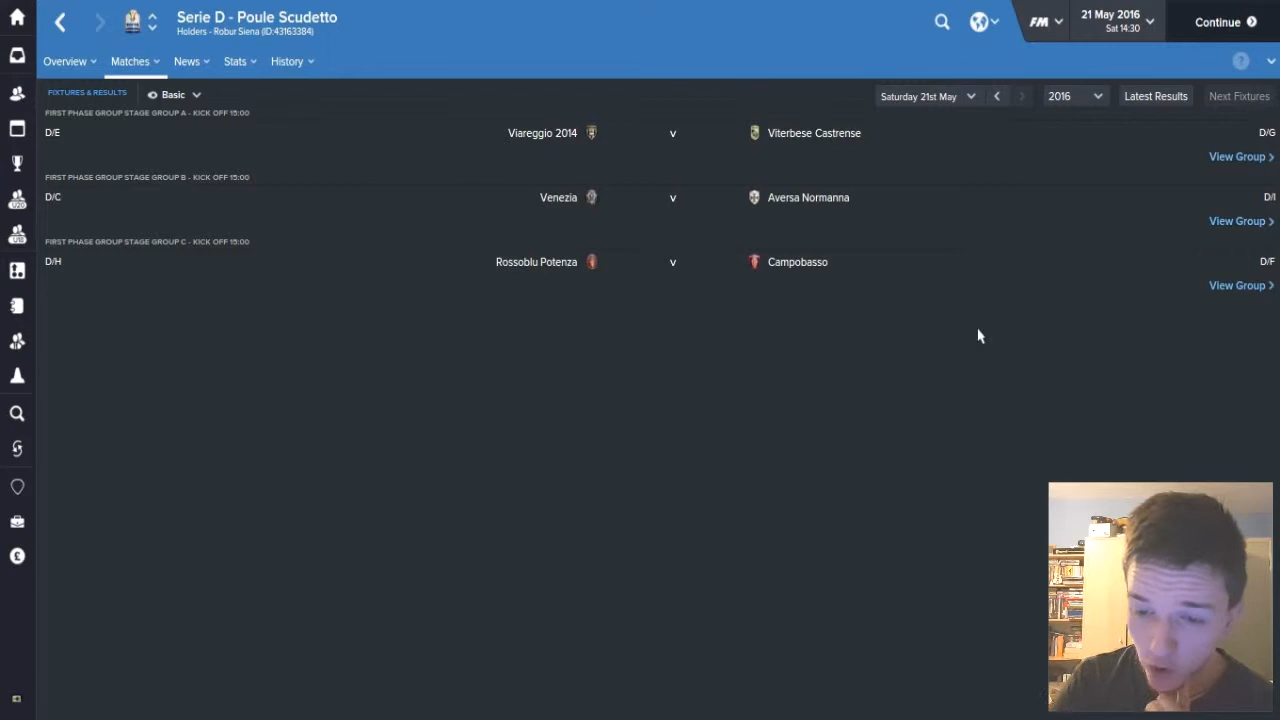 Serie D - Poule Scudetto
Holders - Robur Siena (ID:43163384)
FM
21 May 2016
Sat 14:30
Continue
Overview
Matches
News
Stats
History
?
FIXTURES & RESULTS
Basic
Saturday 21st May
2016
Latest Results
Next Fixtures
FIRST PHASE GROUP STAGE GROUP A - KICK OFF 15:00
D/E Viareggio 2014 v Viterbese Castrense D/G
View Group
FIRST PHASE GROUP STAGE GROUP B - KICK OFF 15:00
D/C Venezia v Aversa Normanna D/I
View Group
FIRST PHASE GROUP STAGE GROUP C - KICK OFF 15:00
D/H Rossoblu Potenza v Campobasso D/F
View Group
U20
U18
£